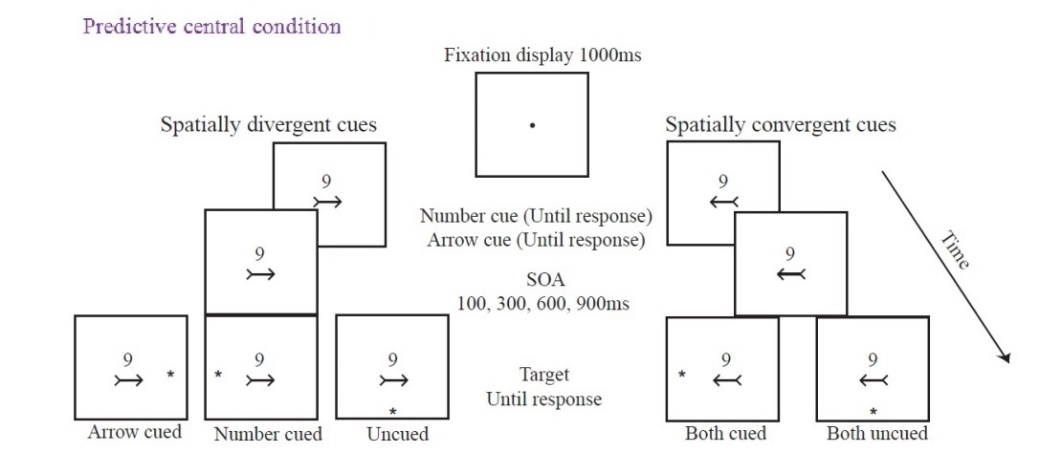 Predictive central condition
Fixation display 1000ms
Spatially divergent cues
Spatially convergent cues
9
9
Number cue (Until response)
Arrow cue (Until response)
9
9
Time
SOA
100, 300, 600, 900ms
9 *
* 9
9
*
Target
Until response
* 9
9
*
Arrow cued
Number cued
Uncued
Both cued
Both uncued